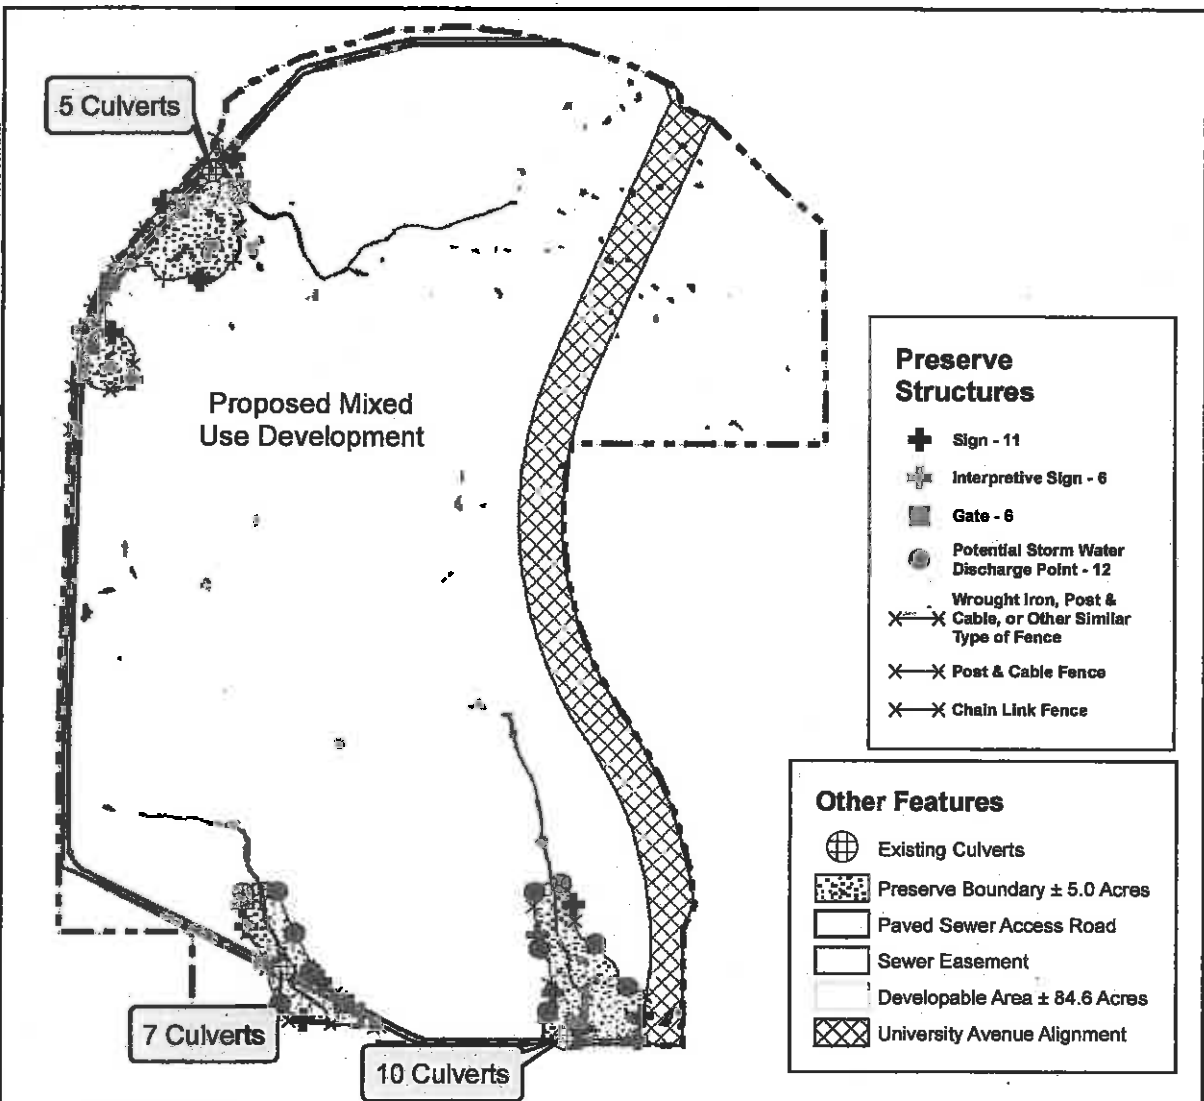 5 Culverts
Proposed Mixed
Use Development
Preserve
Structures
Sign - 11
Interpretive Sign - 6
Gate - 6
Potential Storm Water
Discharge Point - 12
Wrought Iron, Post &
Cable, or Other Similar
Type of Fence
Post & Cable Fence
Chain Link Fence
Other Features
Existing Culverts
Preserve Boundary ± 5.0 Acres
Paved Sewer Access Road
Sewer Easement
Developable Area ± 84.6 Acres
University Avenue Alignment
7 Culverts
10 Culverts